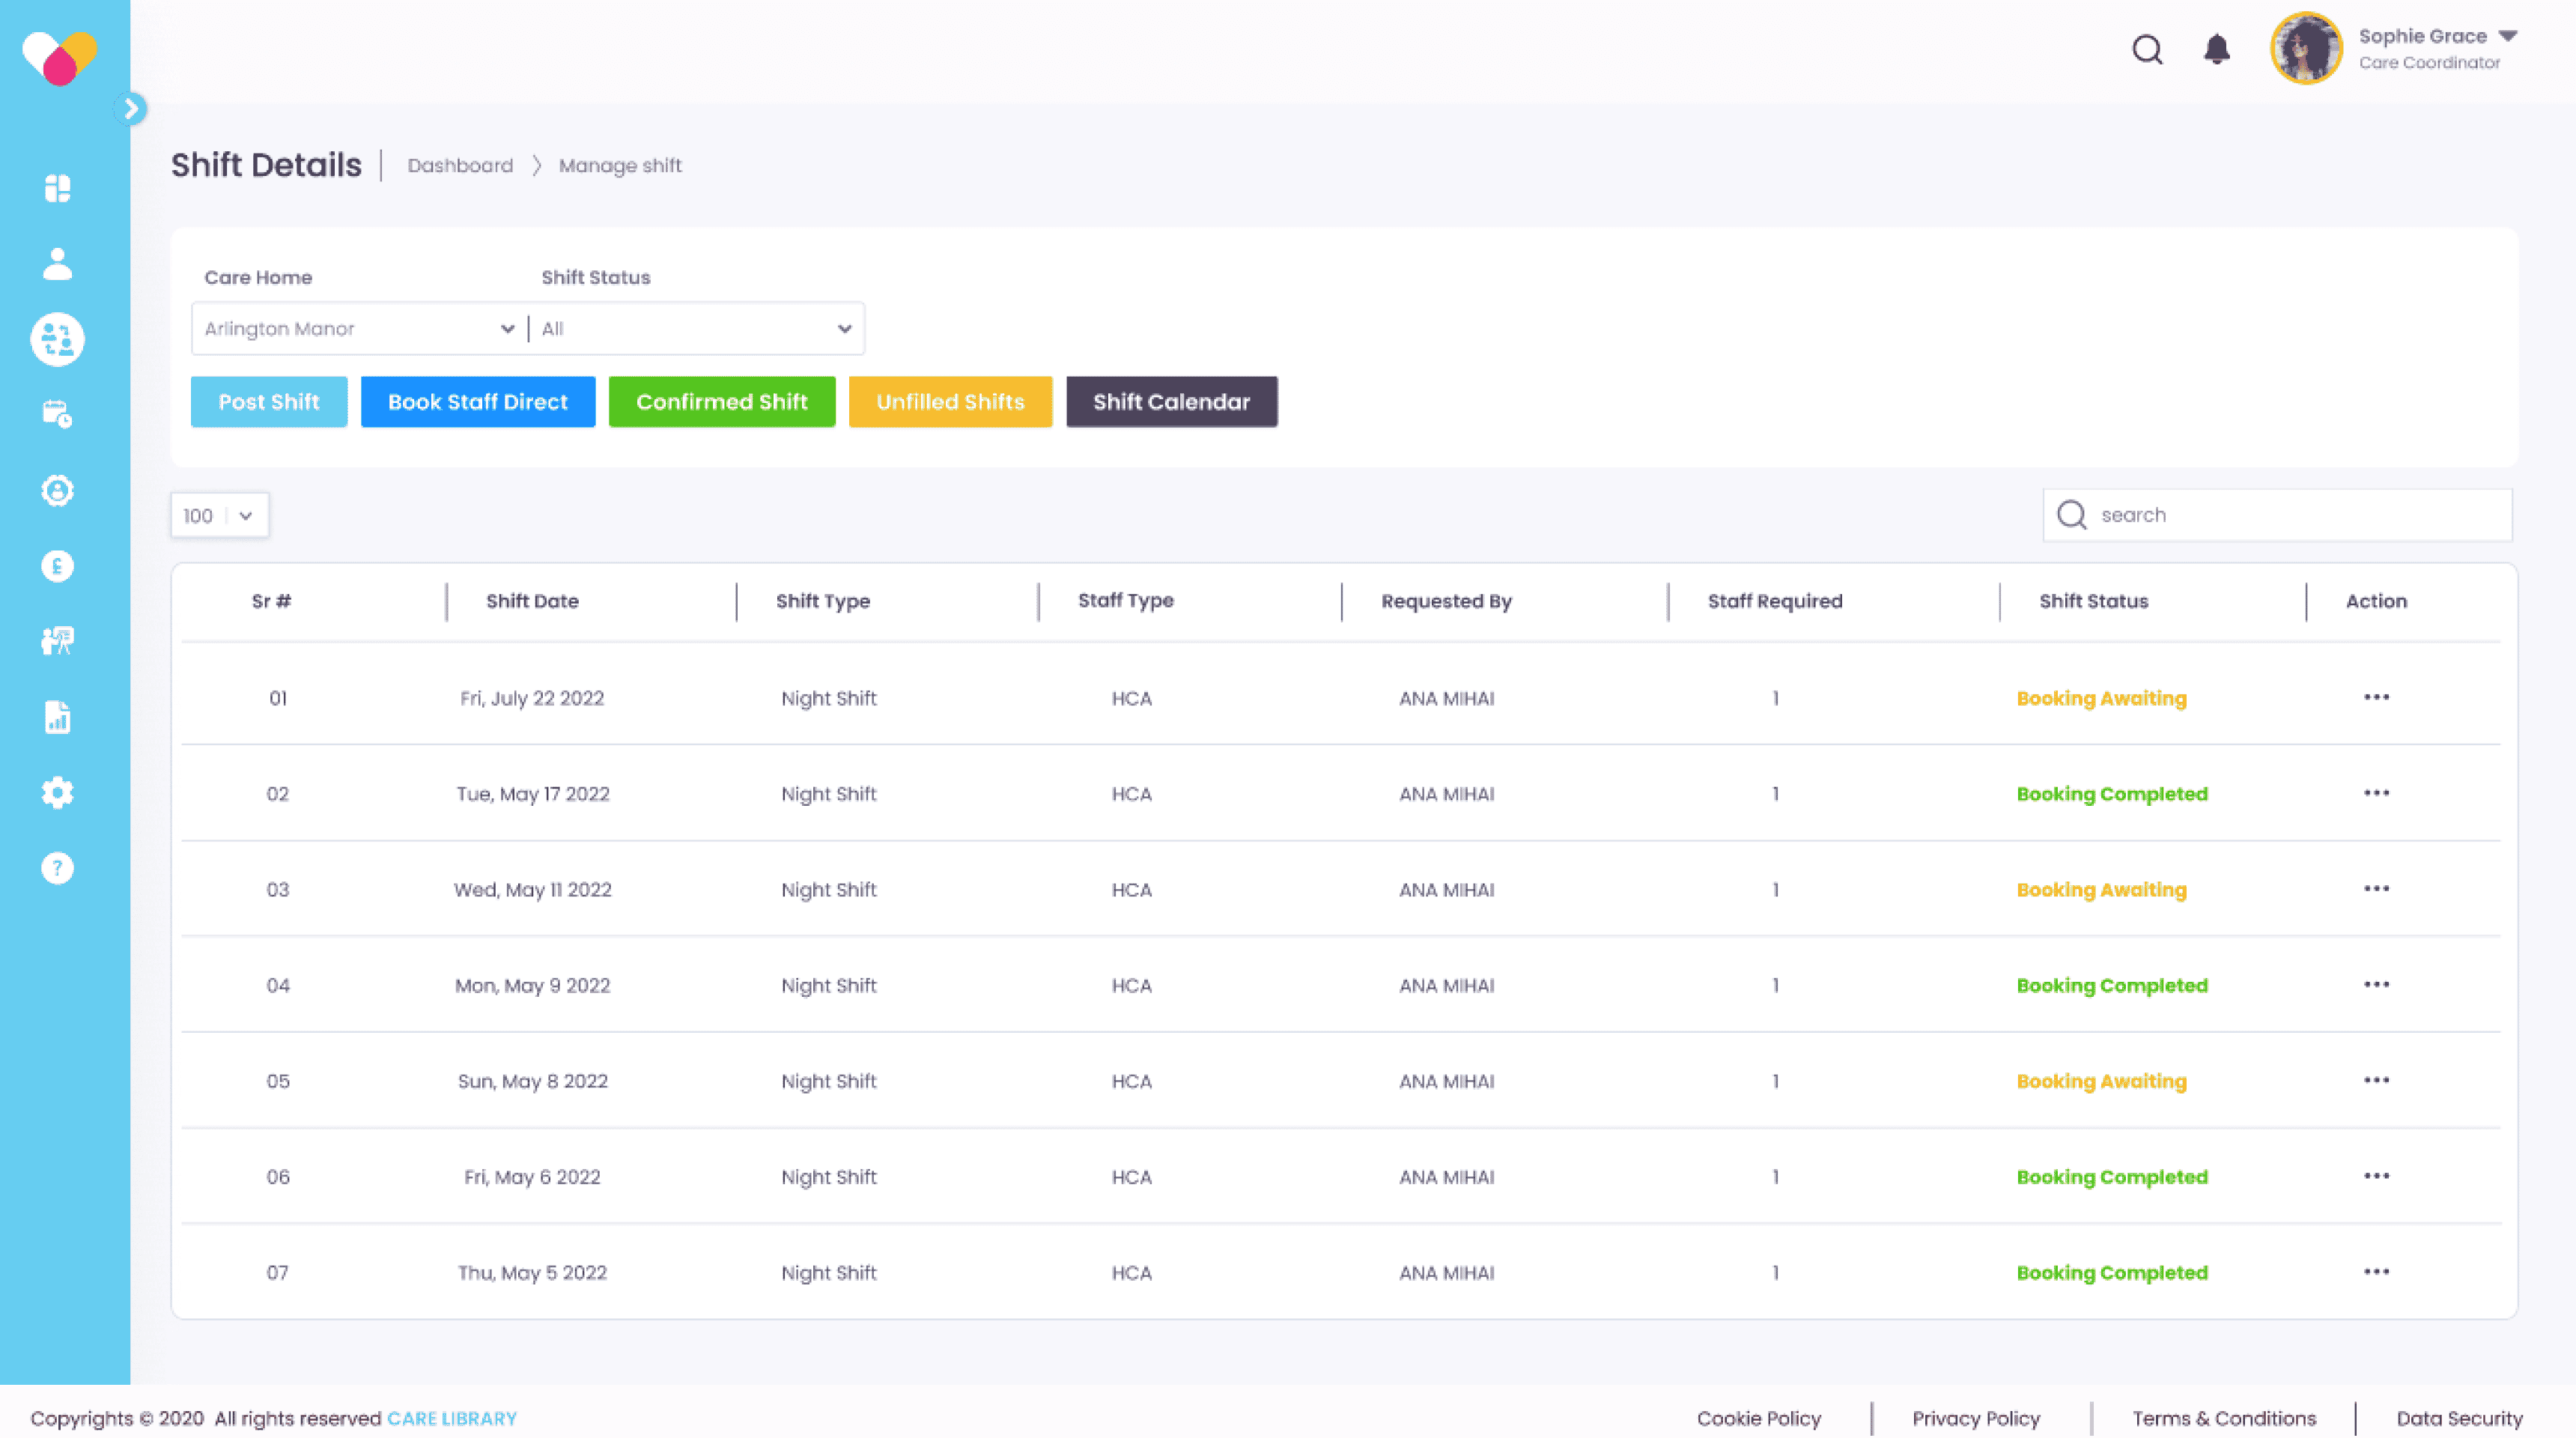 Sophie Grace
Care Coordinator
Shift Details Dashboard Manage shift
Care Home Shift Status
Arlington Manor All
Post Shift Book Staff Direct Confirmed Shift Unfilled Shifts Shift Calendar
100 search
Sr # Shift Date Shift Type Staff Type Requested By Staff Required Shift Status Action
01 Fri, July 22 2022 Night Shift HCA ANA MIHAI 1 Booking Awaiting
02 Tue, May 17 2022 Night Shift HCA ANA MIHAI 1 Booking Completed
03 Wed, May 11 2022 Night Shift HCA ANA MIHAI 1 Booking Awaiting
04 Mon, May 9 2022 Night Shift HCA ANA MIHAI 1 Booking Completed
05 Sun, May 8 2022 Night Shift HCA ANA MIHAI 1 Booking Awaiting
06 Fri, May 6 2022 Night Shift HCA ANA MIHAI 1 Booking Completed
07 Thu, May 5 2022 Night Shift HCA ANA MIHAI 1 Booking Completed
Copyrights © 2020 All rights reserved CARE LIBRARY Cookie Policy Privacy Policy Terms & Conditions Data Security